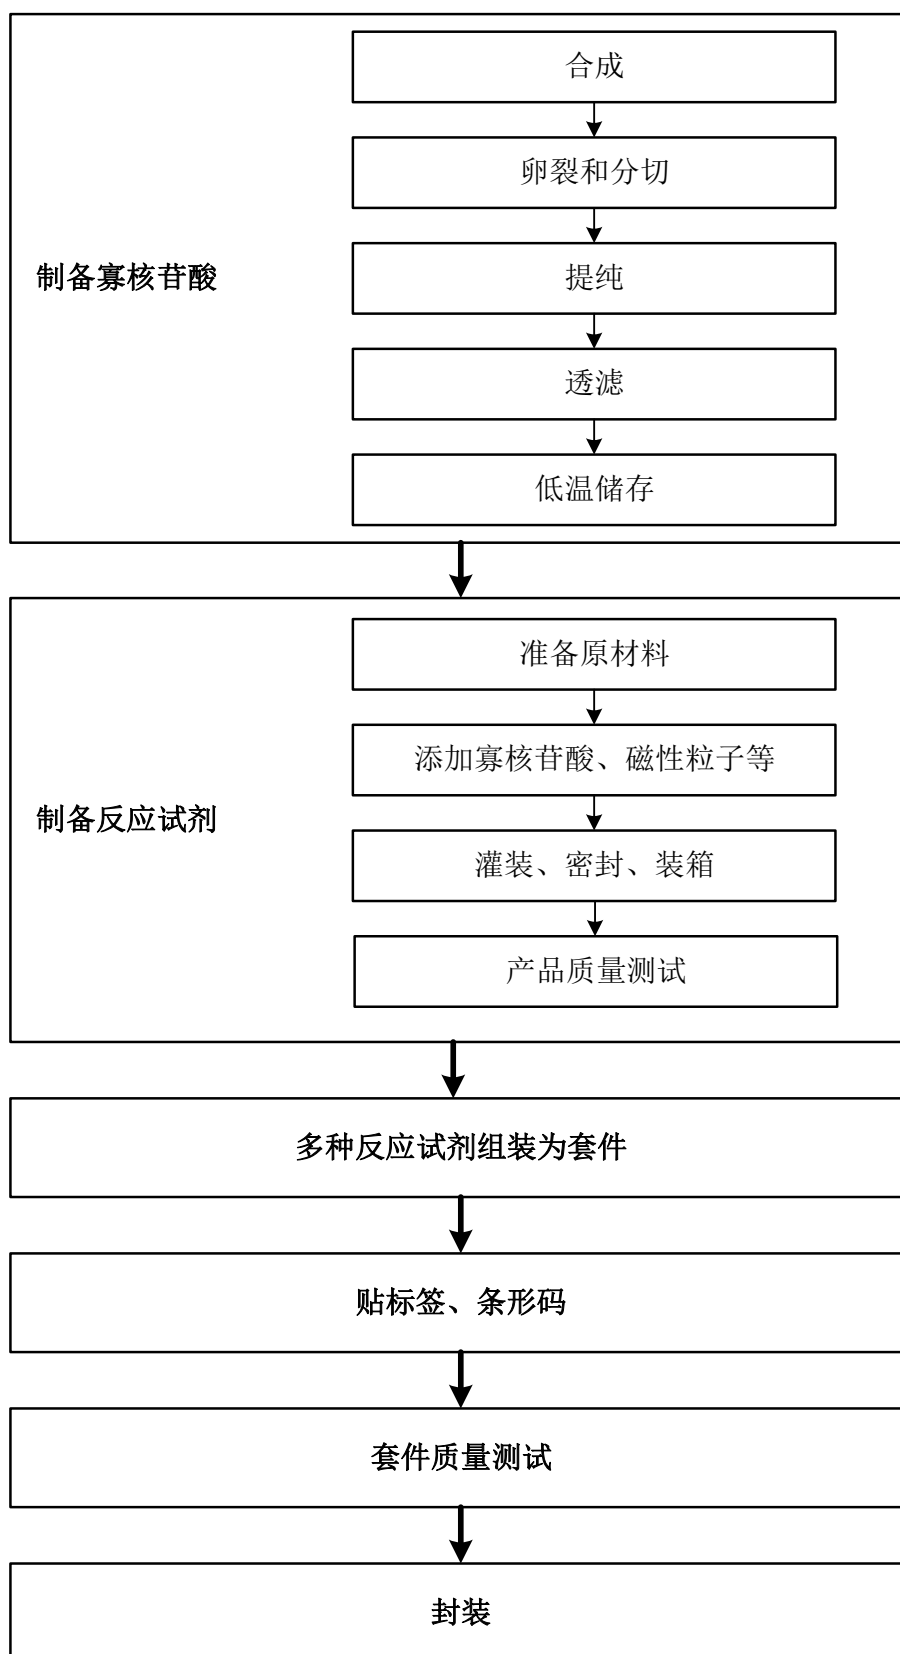 合成
卵裂和分切
制备寡核苷酸
提纯
透滤
低温储存
准备原材料
添加寡核苷酸、磁性粒子等
制备反应试剂
灌装、密封、装箱
产品质量测试
多种反应试剂组装为套件
贴标签、条形码
套件质量测试
封装